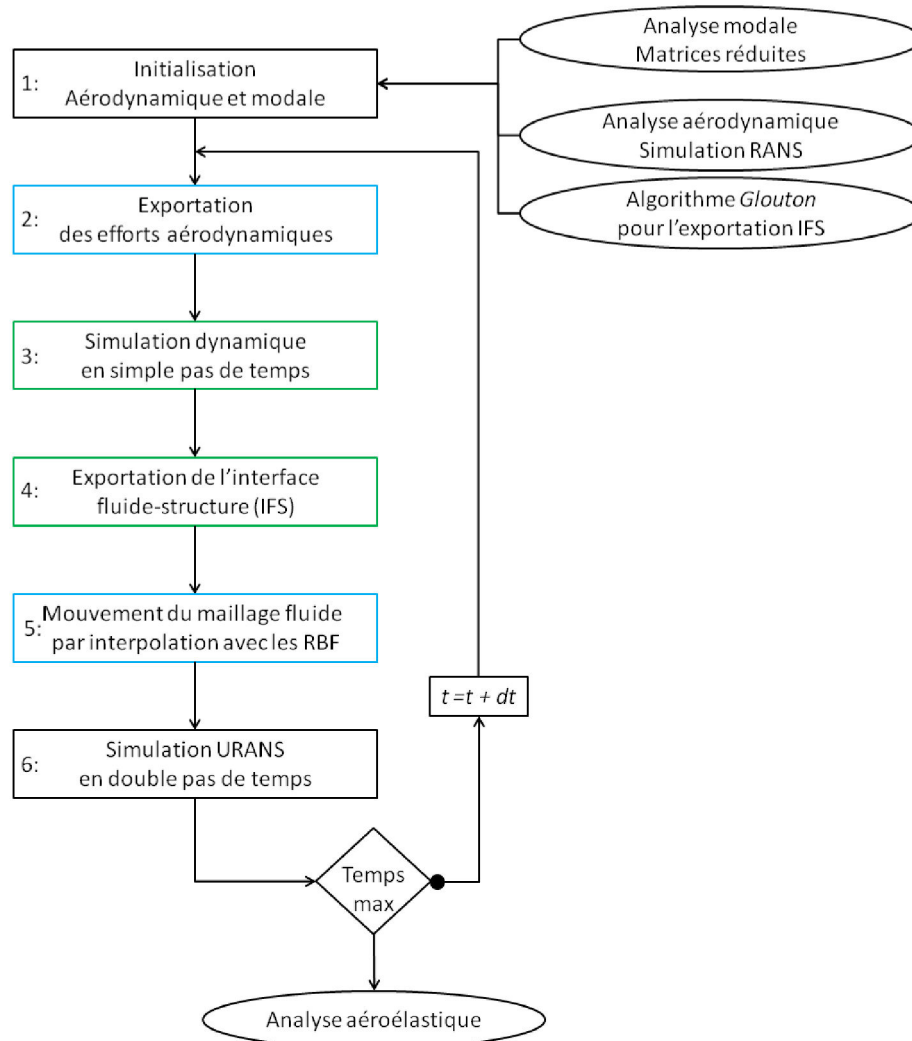 Analyse modale
Matrices réduites
1:
Initialisation
Aérodynamique et modale
Analyse aérodynamique
Simulation RANS
Algorithme Glouton
pour l'exportation IFS
2:
Exportation
des efforts aérodynamiques
3:
Simulation dynamique
en simple pas de temps
4:
Exportation de l'interface
fluide-structure (IFS)
5:
Mouvement du maillage fluide
par interpolation avec les RBF
t=t + dt
6:
Simulation URANS
en double pas de temps
Temps
max
Analyse aéroélastique